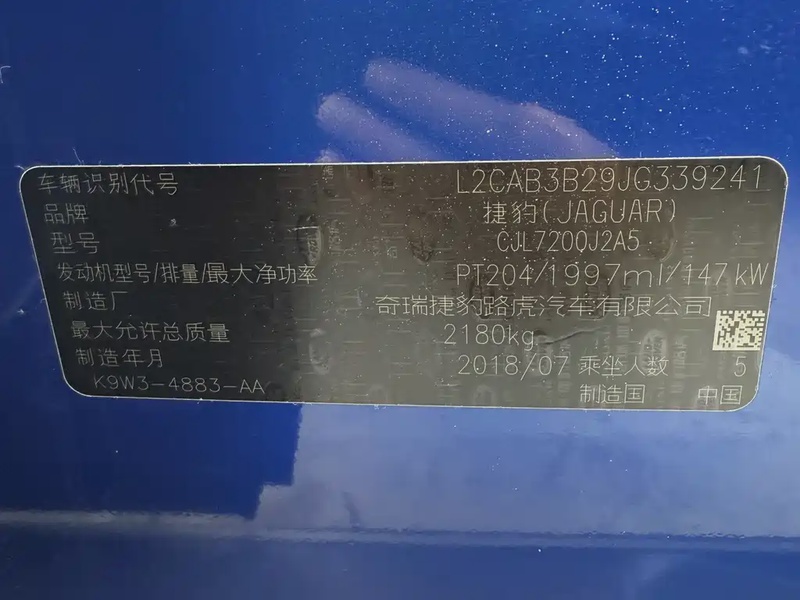 车辆识别代号 L2CAB3B29JG339241
品牌 捷豹(JAGUAR)
型号 CJL7200J2A5
发动机型号/排量/最大净功率 PT204/1997ml/147kW
制造厂 奇瑞捷豹路虎汽车有限公司
最大允许总质量 2180kg
制造年月 2018/07 乘坐人数 5
K9W3-4883-AA 制造国 中国